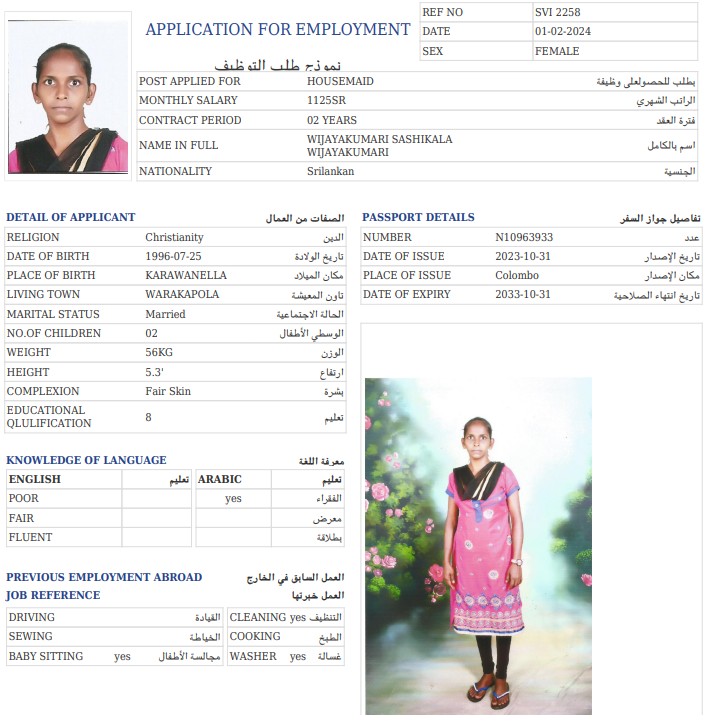 APPLICATION FOR EMPLOYMENT
نموذج طلب التوظيف
REF NO SVI 2258
DATE 01-02-2024
SEX FEMALE
POST APPLIED FOR HOUSEMAID بطلب للحصولعلى وظيفة
MONTHLY SALARY 1125SR الراتب الشهري
CONTRACT PERIOD 02 YEARS فترة العقد
NAME IN FULL WIJAYAKUMARI SASHIKALA WIJAYAKUMARI اسم بالكامل
NATIONALITY Srilankan الجنسية
DETAIL OF APPLICANT الصفات من العمال
RELIGION Christianity الدين
DATE OF BIRTH 1996-07-25 تاريخ الولادة
PLACE OF BIRTH KARAWANELLA مكان الميلاد
LIVING TOWN WARAKAPOLA تاون المعيشة
MARITAL STATUS Married الحالة الاجتماعية
NO.OF CHILDREN 02 الوسطي الأطفال
WEIGHT 56KG الوزن
HEIGHT 5.3' ارتفاع
COMPLEXION Fair Skin بشرة
EDUCATIONAL QLULIFICATION 8 تعليم
PASSPORT DETAILS تفاصيل جواز السفر
NUMBER N10963933 عدد
DATE OF ISSUE 2023-10-31 تاريخ الإصدار
PLACE OF ISSUE Colombo مكان الإصدار
DATE OF EXPIRY 2033-10-31 تاريخ انتهاء الصلاحية
KNOWLEDGE OF LANGUAGE معرفة اللغة
ENGLISH تعليم ARABIC تعليم
POOR yes الفقراء
FAIR معرض
FLUENT بطلاقة
PREVIOUS EMPLOYMENT ABROAD العمل السابق في الخارج
JOB REFERENCE العمل خبرتها
DRIVING القيادة CLEANING yes التنظيف
SEWING الخياطة COOKING الطبخ
BABY SITTING yes مجالسة الأطفال WASHER yes غسالة